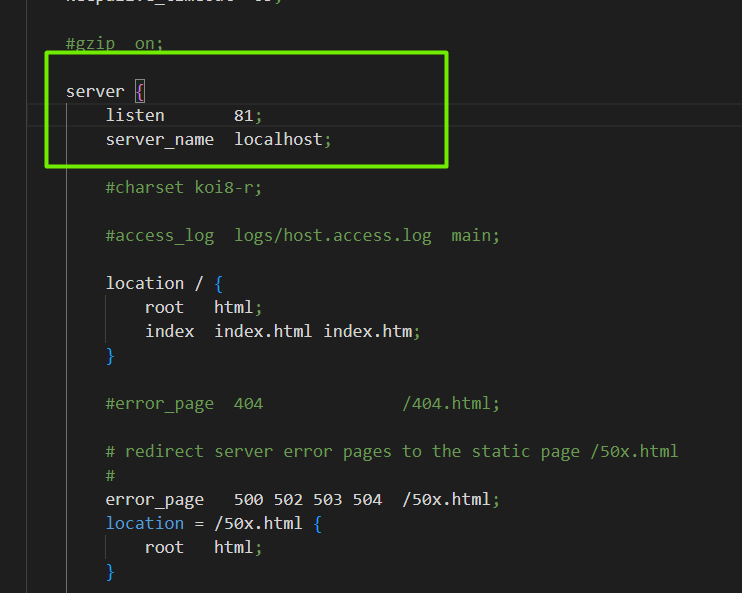 #gzip  on;
server {
listen       81;
server_name  localhost;
#charset koi8-r;
#access_log  logs/host.access.log  main;
location / {
root   html;
index  index.html index.htm;
}
#error_page  404              /404.html;
# redirect server error pages to the static page /50x.html
#
error_page   500 502 503 504  /50x.html;
location = /50x.html {
root   html;
}